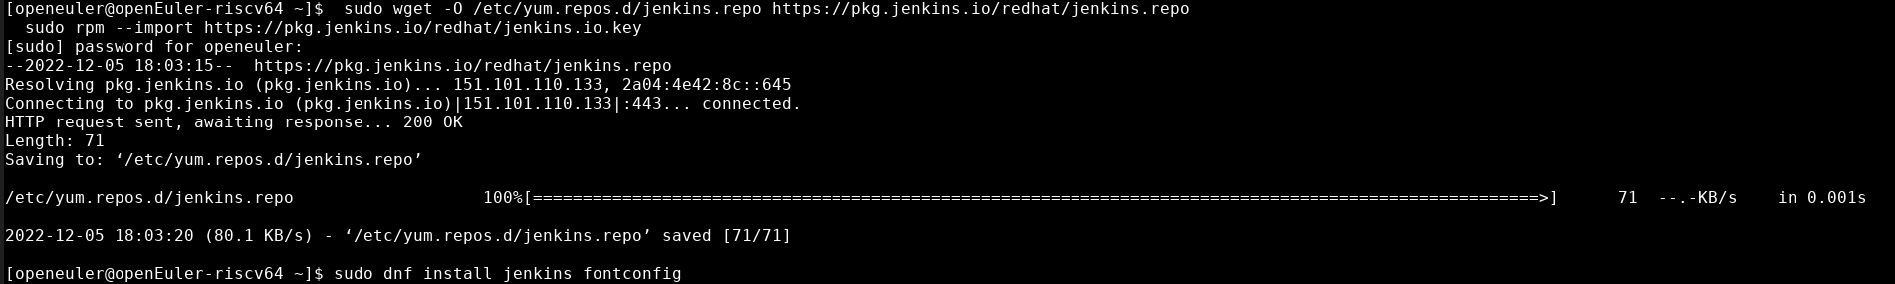 [openeuler@openEuler-riscv64 ~]$  sudo wget -O /etc/yum.repos.d/jenkins.repo https://pkg.jenkins.io/redhat/jenkins.repo
  sudo rpm --import https://pkg.jenkins.io/redhat/jenkins.io.key
[sudo] password for openeuler:
--2022-12-05 18:03:15--  https://pkg.jenkins.io/redhat/jenkins.repo
Resolving pkg.jenkins.io (pkg.jenkins.io)... 151.101.110.133, 2a04:4e42:8c::645
Connecting to pkg.jenkins.io (pkg.jenkins.io)|151.101.110.133|:443... connected.
HTTP request sent, awaiting response... 200 OK
Length: 71
Saving to: ‘/etc/yum.repos.d/jenkins.repo’
/etc/yum.repos.d/jenkins.repo                   100%[=====================================================================================================>]      71  --.-KB/s    in 0.001s
2022-12-05 18:03:20 (80.1 KB/s) - ‘/etc/yum.repos.d/jenkins.repo’ saved [71/71]
[openeuler@openEuler-riscv64 ~]$ sudo dnf install jenkins fontconfig